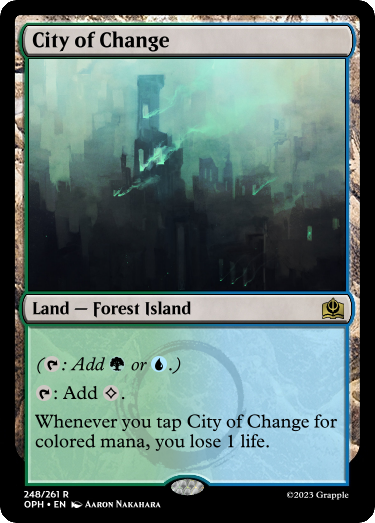 City of Change
Land — Forest Island
(: Add or .)
: Add .
Whenever you tap City of Change for
colored mana, you lose 1 life.
248/261 R
OPH • EN AARON NAKAHARA
©2023 Grapple